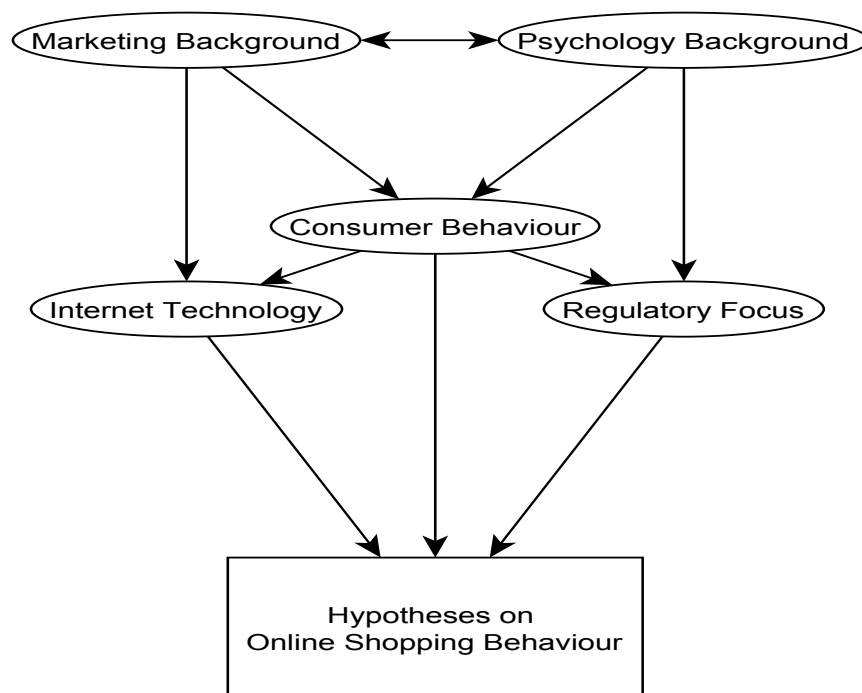 Marketing Background
Psychology Background
Consumer Behaviour
Internet Technology
Regulatory Focus
Hypotheses on
Online Shopping Behaviour